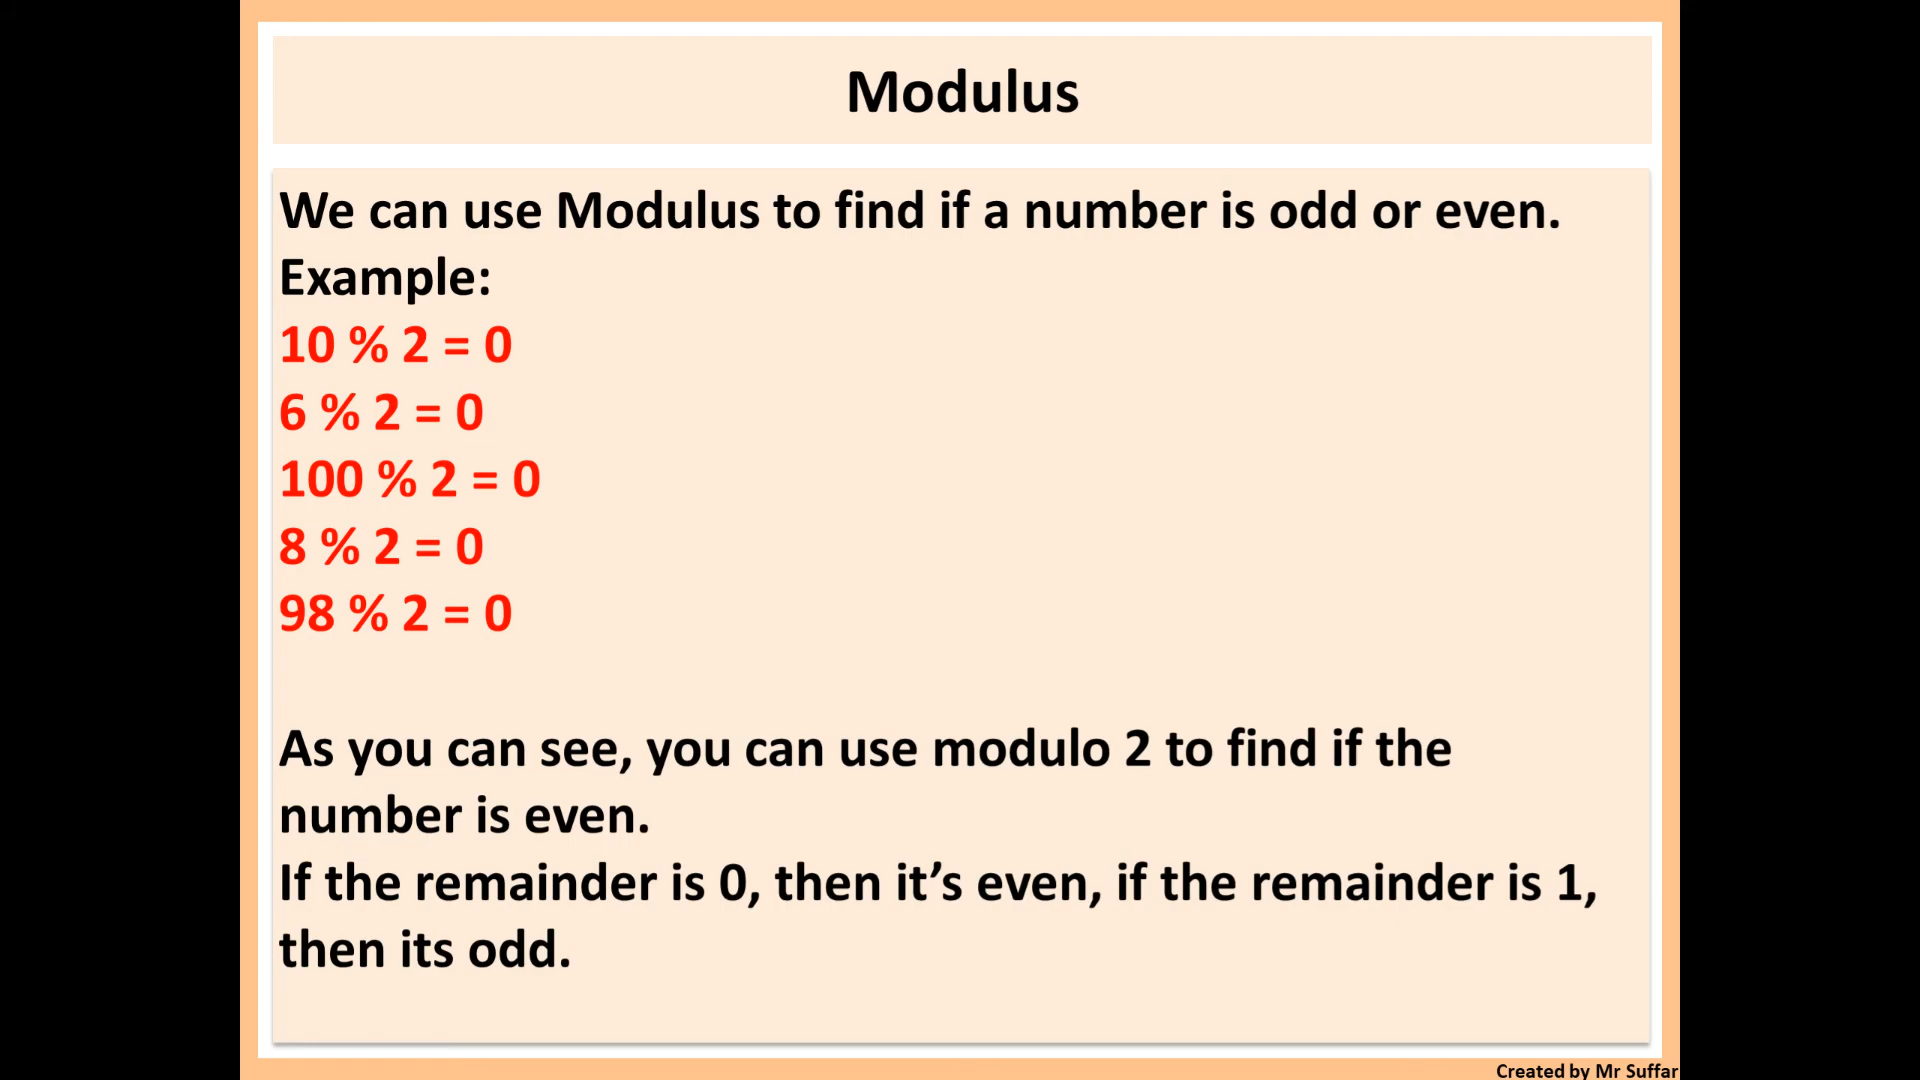 Modulus
We can use Modulus to find if a number is odd or even.
Example:
10 % 2 = 0
6 % 2 = 0
100 % 2 = 0
8 % 2 = 0
98 % 2 = 0
As you can see, you can use modulo 2 to find if the
number is even.
If the remainder is 0, then it’s even, if the remainder is 1,
then its odd.
Created by Mr Suffar